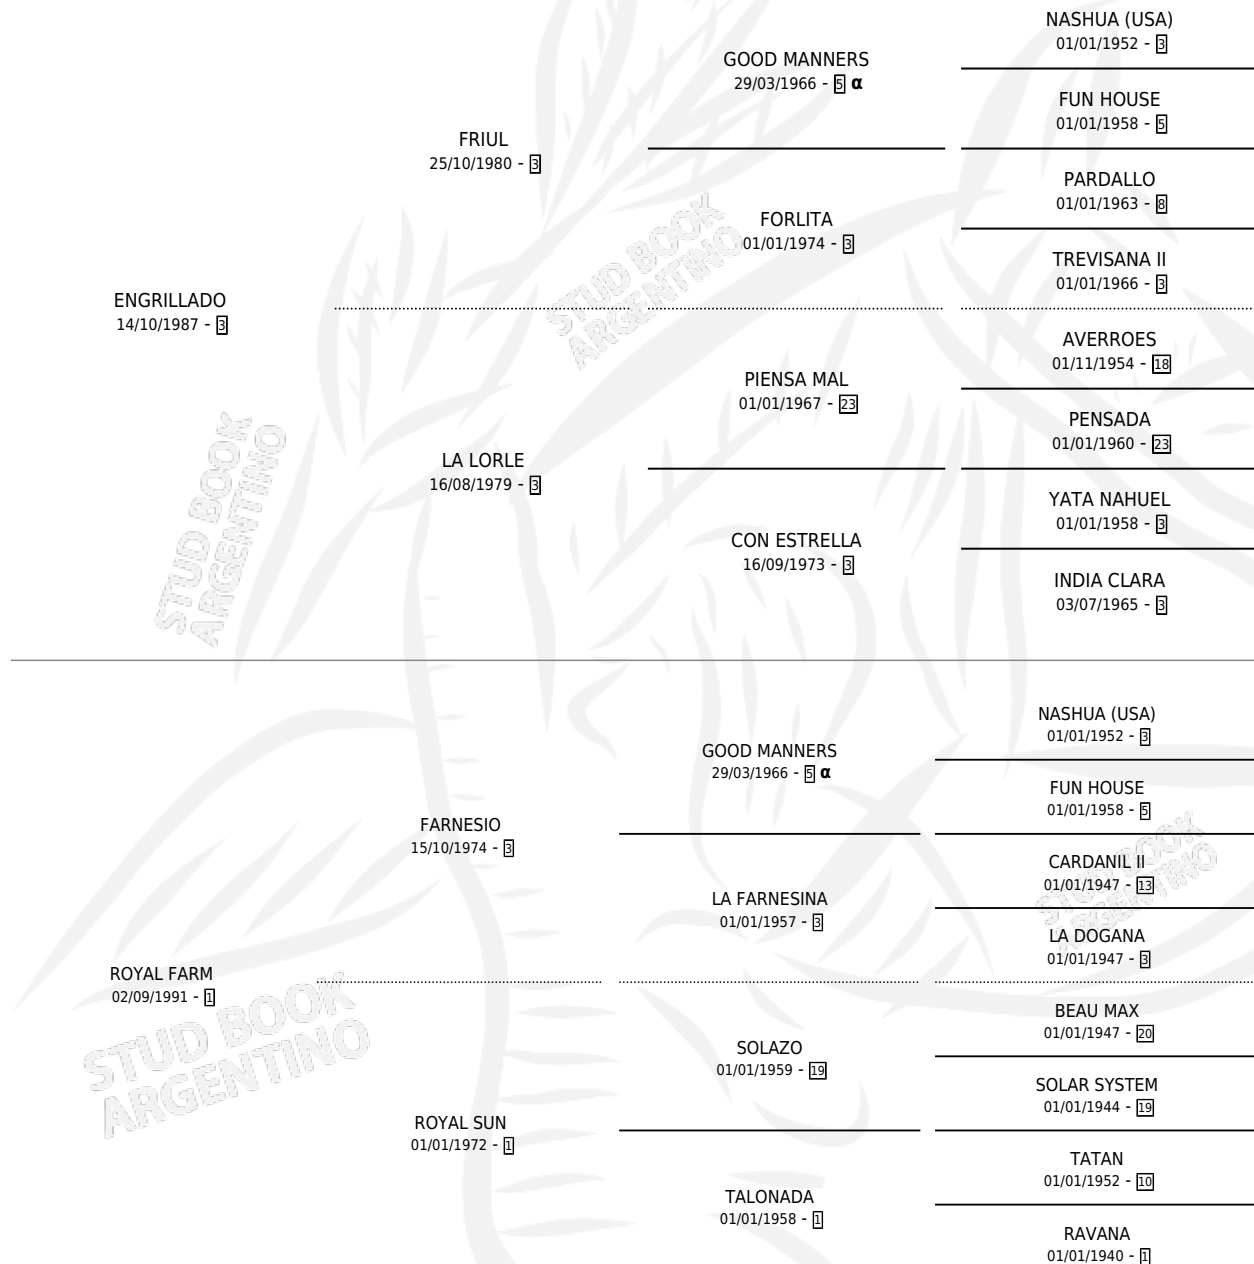 NASHUA (USA)
01/01/1952 - 3
GOOD MANNERS
29/03/1966 - 5 α
FUN HOUSE
01/01/1958 - 5
FRIUL
25/10/1980 - 3
PARDALLO
01/01/1963 - 8
FORLITA
01/01/1974 - 3
TREVISANA II
01/01/1966 - 3
STUD BOOK
ARGENTINO
ENGRILLADO
14/10/1987 - 3
AVERROES
01/11/1954 - 18
PIENSA MAL
01/01/1967 - 23
PENSADA
01/01/1960 - 23
LA LORLE
16/08/1979 - 3
YATA NAHUEL
01/01/1958 - 3
CON ESTRELLA
16/09/1973 - 3
INDIA CLARA
03/07/1965 - 3
STUD BOOK
ARGENTINO
NASHUA (USA)
01/01/1952 - 3
GOOD MANNERS
29/03/1966 - 5 α
FUN HOUSE
01/01/1958 - 5
FARNESIO
15/10/1974 - 3
CARDANIL II
01/01/1947 - 13
LA FARNESINA
01/01/1957 - 3
LA DOGANA
01/01/1947 - 3
STUD BOOK
ARGENTINO
ROYAL FARM
02/09/1991 - 1
BEAU MAX
01/01/1947 - 20
SOLAZO
01/01/1959 - 19
SOLAR SYSTEM
01/01/1944 - 19
STUD BOOK
ARGENTINO
ROYAL SUN
01/01/1972 - 1
TATAN
01/01/1952 - 10
TALONADA
01/01/1958 - 1
RAVANA
01/01/1940 - 1